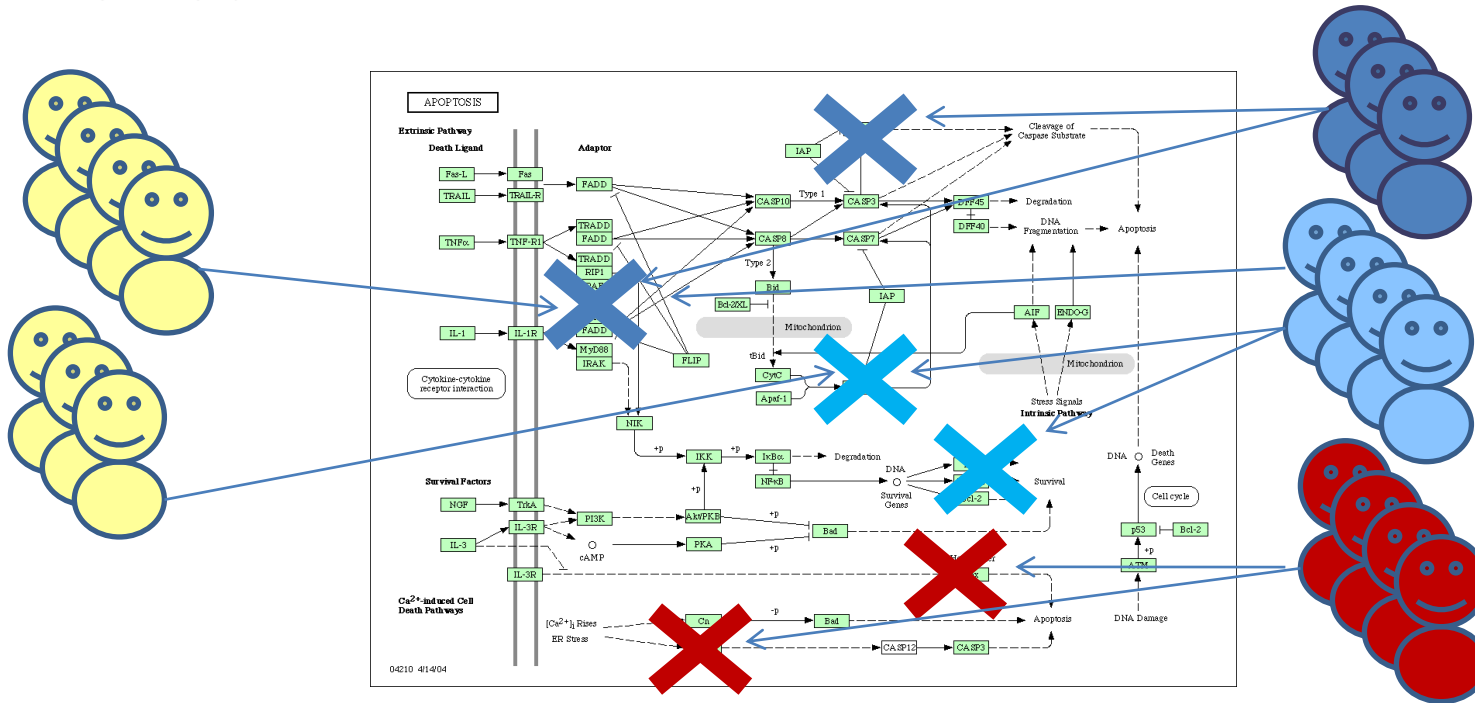 APOPTOSIS
Extrinsic Pathway
Death Ligand
Adaptor
Fas-L
Fas
FADD
TRAIL
TRAIL-R
TNFα
TNF-R1
TRADD
FADD
TRADD
RIP1
FADD
IL-1
IL-1R
MyD88
IRAK
FLIP
NIK
Cytokine-cytokine
receptor interaction
IAP
Cleavage of
Caspase Substrate
CASP10
Type 1
CASP3
DFF45
Degradation
DFF40
DNA
Fragmentation
Apoptosis
CASP8
CASP7
Type 2
Bid
Bcl-2/XL
IAP
Mitochondrion
tBid
CytC
Apaf-1
AIF
ENDO-G
Mitochondrion
Stress Signals
Intrinsic Pathway
+p
IKK
+p
IκBα
Degradation
NF-κB
DNA
Survival
Genes
Bcl-2
Survival
DNA
Death
Genes
Cell cycle
p53
Bcl-2
+p
ATM
DNA Damage
Survival Factors
NGF
TrkA
IL-3
IL-3R
PI3K
cAMP
+p
Akt/PKB
+p
PKA
+p
Bad
IL-3R
Ca2+-induced Cell
Death Pathways
[Ca2+]i Rises
ER Stress
Cn
-p
Bad
Apoptosis
CASP12
CASP3
04210 4/14/04